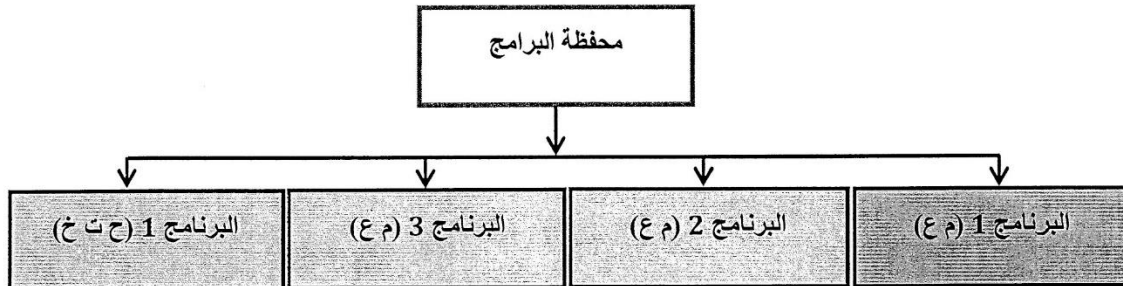 محفظة البرامج
البرنامج 1 (م ع)
البرنامج 2 (م ع)
البرنامج 3 (م ع)
البرنامج 1 (ح ت خ)